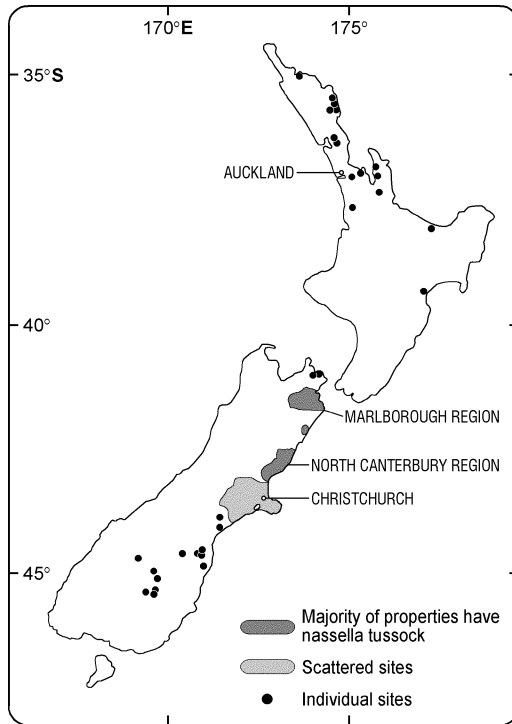 170°E 175°
35°S
AUCKLAND
40°
MARLBOROUGH REGION
NORTH CANTERBURY REGION
CHRISTCHURCH
45°
Majority of properties have
nassella tussock
Scattered sites
Individual sites